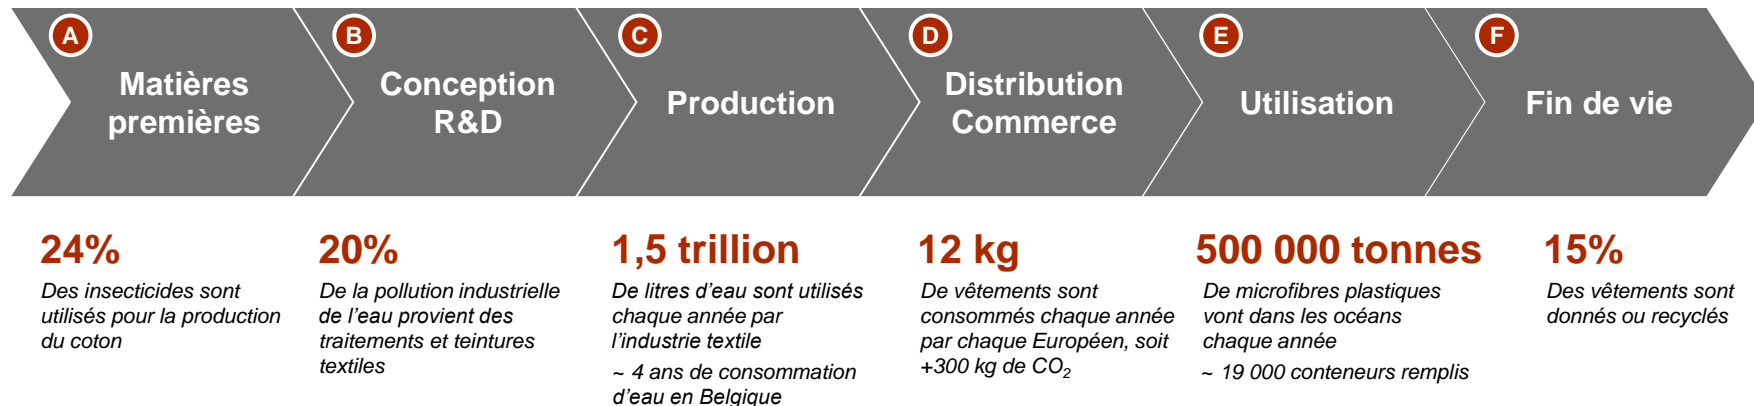 A
Matières
premières
B
Conception
R&D
C
Production
D
Distribution
Commerce
E
Utilisation
F
Fin de vie
24%
Des insecticides sont
utilisés pour la production
du coton
20%
De la pollution industrielle
de l'eau provient des
traitements et teintures
textiles
1,5 trillion
De litres d'eau sont utilisés
chaque année par
l'industrie textile
~ 4 ans de consommation
d'eau en Belgique
12 kg
De vêtements sont
consommés chaque année
par chaque Européen, soit
+300 kg de CO₂
500 000 tonnes
De microfibres plastiques
vont dans les océans
chaque année
~ 19 000 conteneurs remplis
15%
Des vêtements sont
donnés ou recyclés